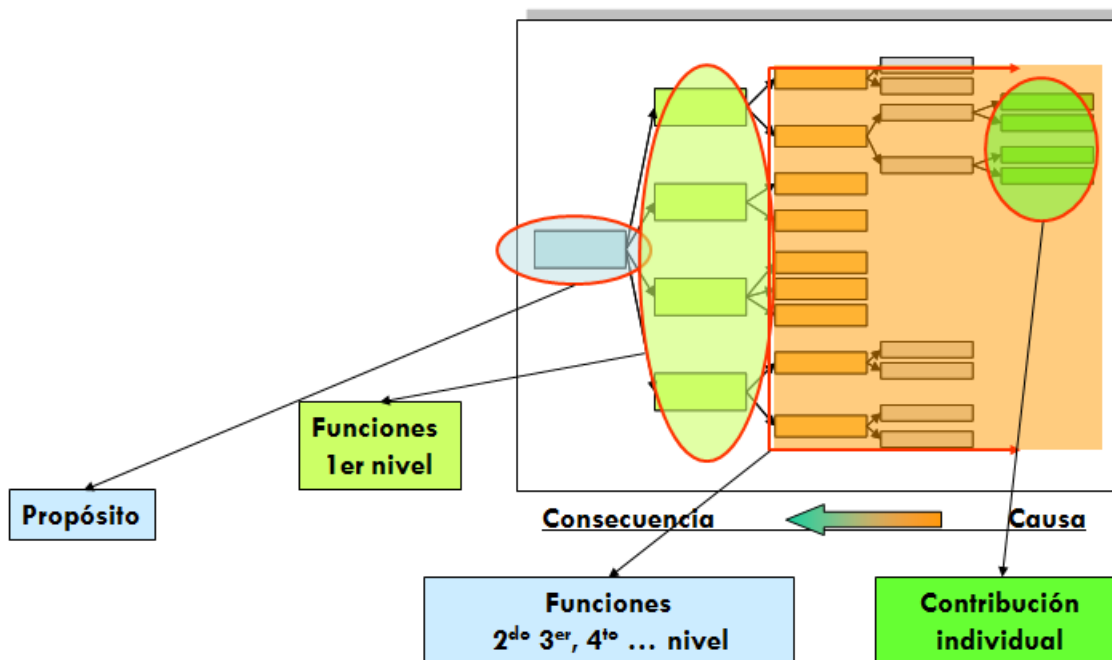 Funciones
1er nivel
Propósito
Consecuencia
Causa
Funciones
2do 3er, 4to ... nivel
Contribución
individual